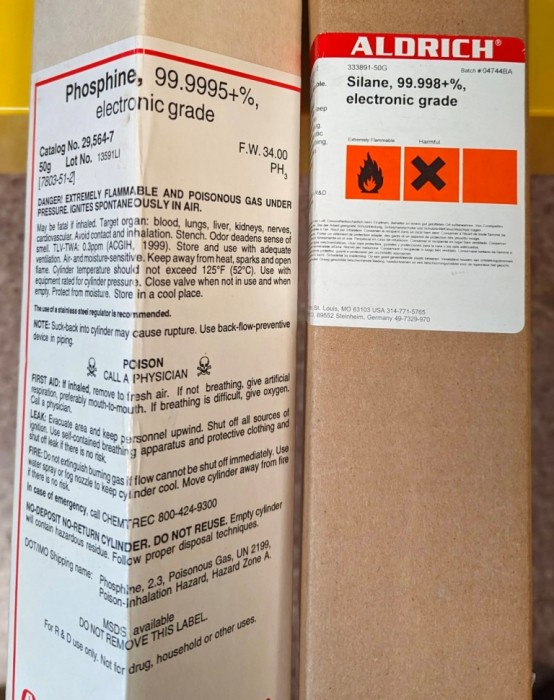 Phosphine, 99.9995+%,
electronic grade
Catalog No. 29,564-7
50g Lot No. 13591LI
F.W. 34.00
[7803-51-2]
PH3
DANGER! EXTREMELY FLAMMABLE AND POISONOUS GAS UNDER
PRESSURE. IGNITES SPONTANEOUSLY IN AIR.
May be fatal if inhaled. Target organ: blood, lungs, liver, kidneys, nerves,
cardiovascular. Avoid contact and inhalation. Stench. Odor deadens sense of
smell. TLV-TWA: 0.3ppm (ACGIH, 1999). Store and use with adequate
ventilation. Air- and moisture-sensitive. Keep away from heat, sparks and open
flame. Cylinder temperature should not exceed 125°F (52°C). Use with
equipment rated for cylinder pressure. Close valve when not in use and when
empty. Protect from moisture. Store in a cool place.
The use of a stainless steel regulator is recommended.
NOTE: Suck-back into cylinder may cause rupture. Use back-flow-preventive
device in piping.
POISON
CALL A PHYSICIAN
FIRST AID: If inhaled, remove to fresh air. If not breathing, give artificial
respiration, preferably mouth-to-mouth. If breathing is difficult, give oxygen.
Call a physician.
LEAK: Evacuate area and keep personnel upwind. Shut off all sources of
ignition. Use self-contained breathing apparatus and protective clothing and
shut off leak if there is no risk.
FIRE: Do not extinguish burning gas if flow cannot be shut off immediately. Use
water spray or fog nozzle to keep cylinder cool. Move cylinder away from fire
if there is no risk.
In case of emergency, call CHEMTREC 800-424-9300
NO-DEPOSIT NO-RETURN CYLINDER. DO NOT REUSE. Empty cylinder
will contain hazardous residue. Follow proper disposal techniques.
DOT/IMO Shipping name: Phosphine, 2.3, Poisonous Gas, UN 2199,
Poison-Inhalation Hazard, Hazard Zone A.
MSDS available
DO NOT REMOVE THIS LABEL
For R & D use only. Not for drug, household or other uses.
ALDRICH®
333891-50G
Batch # 04744BA
Silane, 99.998+%,
electronic grade
Extremely Flammable
Harmful
St. Louis, MO 63103 USA 314-771-5765
89552 Steinheim, Germany 49-7329-970